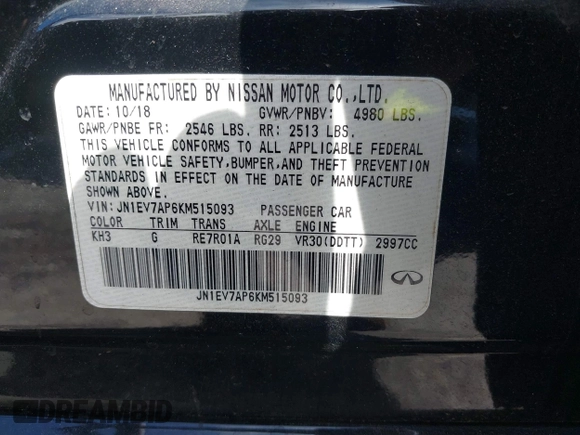 MANUFACTURED BY NISSAN MOTOR CO.,LTD.
DATE: 10/18 GVWR/PNBV: 4980 LBS.
GAWR/PNBE FR: 2546 LBS. RR: 2513 LBS.
THIS VEHICLE CONFORMS TO ALL APPLICABLE FEDERAL
MOTOR VEHICLE SAFETY,BUMPER,AND THEFT PREVENTION
STANDARDS IN EFFECT ON THE DATE OF MANUFACTURE
SHOWN ABOVE.
VIN:JN1EV7AP6KM515093 PASSENGER CAR
COLOR TRIM TRANS AXLE ENGINE
KH3 G RE7R01A RG29 VR30(DDTT) 2997CC
JN1EV7AP6KM515093
DREAMBID